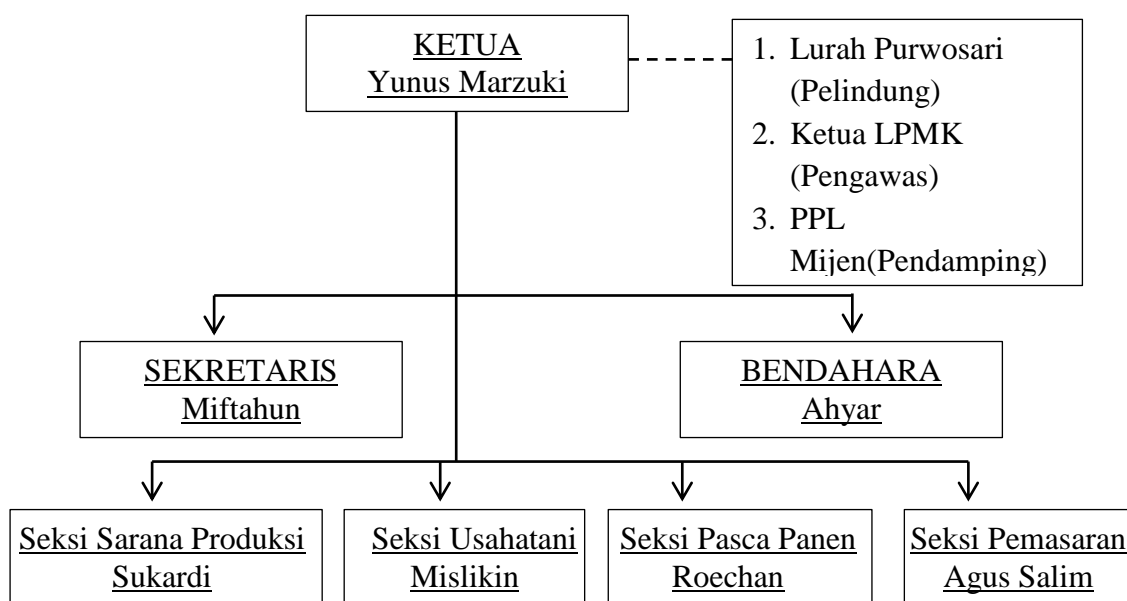 KETUA
Yunus Marzuki
1. Lurah Purwosari
(Pelindung)
2. Ketua LPMK
(Pengawas)
3. PPL
Mijen(Pendamping)
SEKRETARIS
Miftahun
BENDAHARA
Ahyar
Seksi Sarana Produksi
Sukardi
Seksi Usahatani
Mislikin
Seksi Pasca Panen
Roechan
Seksi Pemasaran
Agus Salim